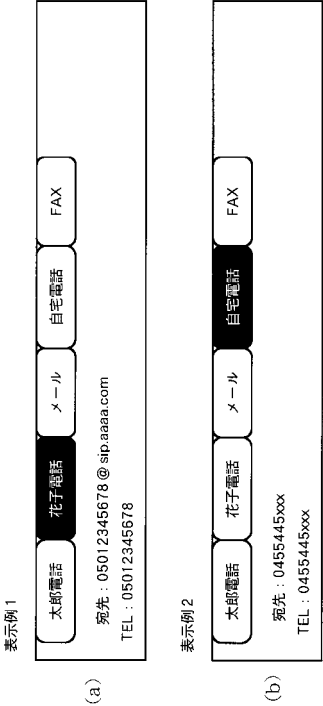 表示例1
(a)
太郎電話 花子電話 メール 自宅電話 FAX
宛先：05012345678@sip.aaaa.com
TEL：05012345678
表示例2
(b)
太郎電話 花子電話 メール 自宅電話 FAX
宛先：0455445xxx
TEL：0455445xxx